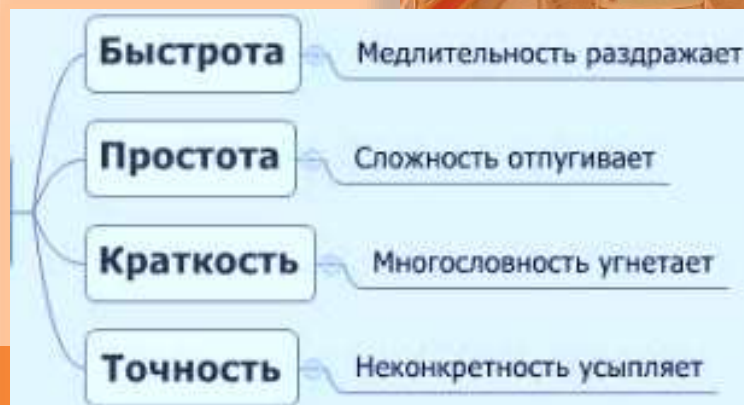 Быстрота Медлительность раздражает
Простота Сложность отпугивает
Краткость Многословность угнетает
Точность Неконкретность усыпляет